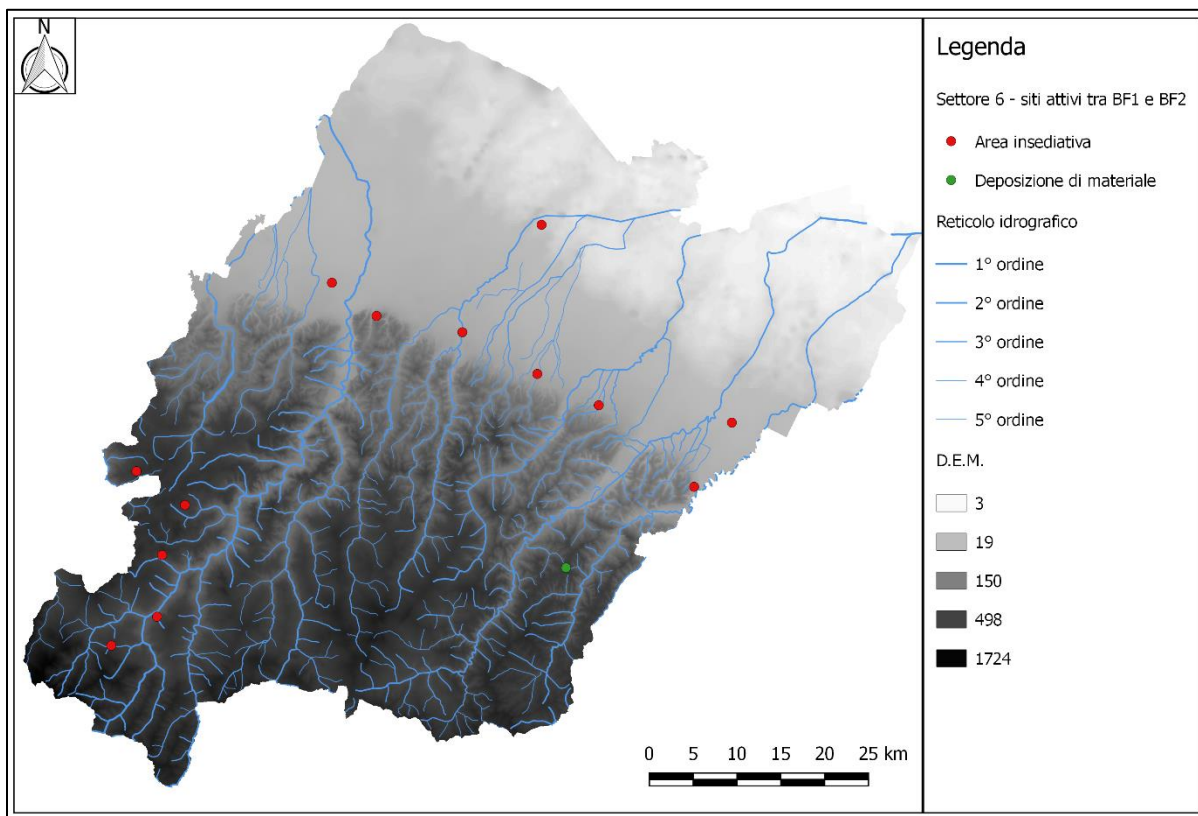 N
Legenda
Settore 6 - siti attivi tra BF1 e BF2
Area insediativa
Deposizione di materiale
Reticolo idrografico
1° ordine
2° ordine
3° ordine
4° ordine
5° ordine
D.E.M.
3
19
150
498
1724
0 5 10 15 20 25 km